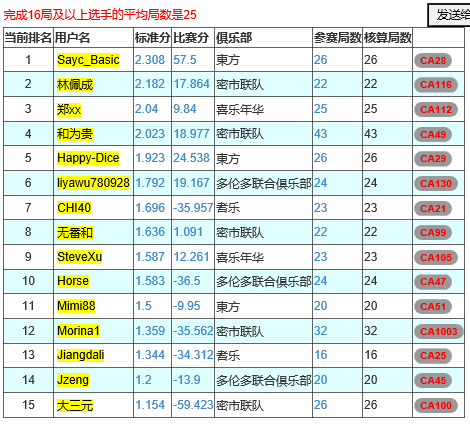 完成16局及以上选手的平均局数是25
发送给
当前排名 用户名 标准分 比赛分 俱乐部 参赛局数 核算局数
1 Sayc_Basic 2.308 57.5 東方 26 26 CA28
2 林佩成 2.182 17.864 密市联队 22 22 CA116
3 郑xx 2.04 9.84 喜乐年华 25 25 CA112
4 和为贵 2.023 18.977 密市联队 43 43 CA49
5 Happy-Dice 1.923 24.538 東方 26 26 CA29
6 liyawu780928 1.792 19.167 多伦多联合俱乐部 24 24 CA130
7 CHI40 1.696 -35.957 耆乐 23 23 CA21
8 无番和 1.636 1.091 密市联队 22 22 CA99
9 SteveXu 1.587 12.261 喜乐年华 23 23 CA105
10 Horse 1.583 -36.5 多伦多联合俱乐部 24 24 CA47
11 Mimi88 1.5 -9.95 東方 20 20 CA51
12 Morina1 1.359 -35.562 密市联队 32 32 CA1003
13 Jiangdali 1.344 -34.312 耆乐 16 16 CA25
14 Jzeng 1.2 -13.9 多伦多联合俱乐部 20 20 CA45
15 大三元 1.154 -59.423 密市联队 26 26 CA100